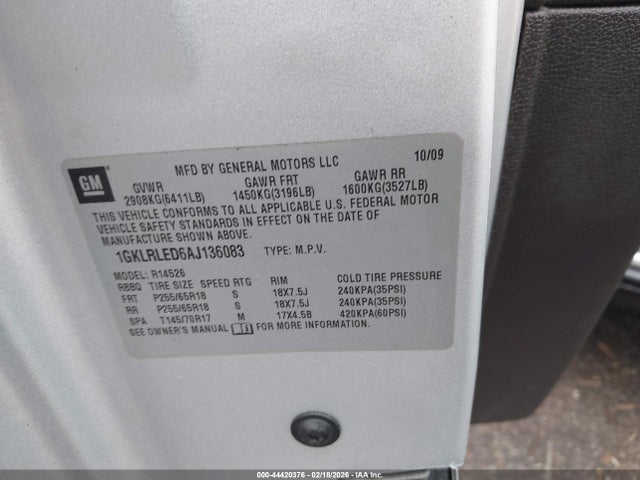 GM
MFD BY GENERAL MOTORS LLC 10/09
GVWR GAWR FRT GAWR RR
2908KG(6411LB) 1450KG(3196LB) 1600KG(3527LB)
THIS VEHICLE CONFORMS TO ALL APPLICABLE U.S. FEDERAL MOTOR
VEHICLE SAFETY STANDARDS IN EFFECT ON THE DATE OF
MANUFACTURE SHOWN ABOVE.
1GKLRLED6AJ136083 TYPE: M.P.V.
MODEL: R14526
RBBQ TIRE SIZE SPEED RTG RIM COLD TIRE PRESSURE
FRT P255/65R18 S 18X7.5J 240KPA(35PSI)
RR P255/65R18 S 18X7.5J 240KPA(35PSI)
SPA T145/70R17 M 17X4.5B 420KPA(60PSI)
SEE OWNER'S MANUAL FOR MORE INFORMATION.
000-44420376 - 02/18/2026 - IAAI.COM